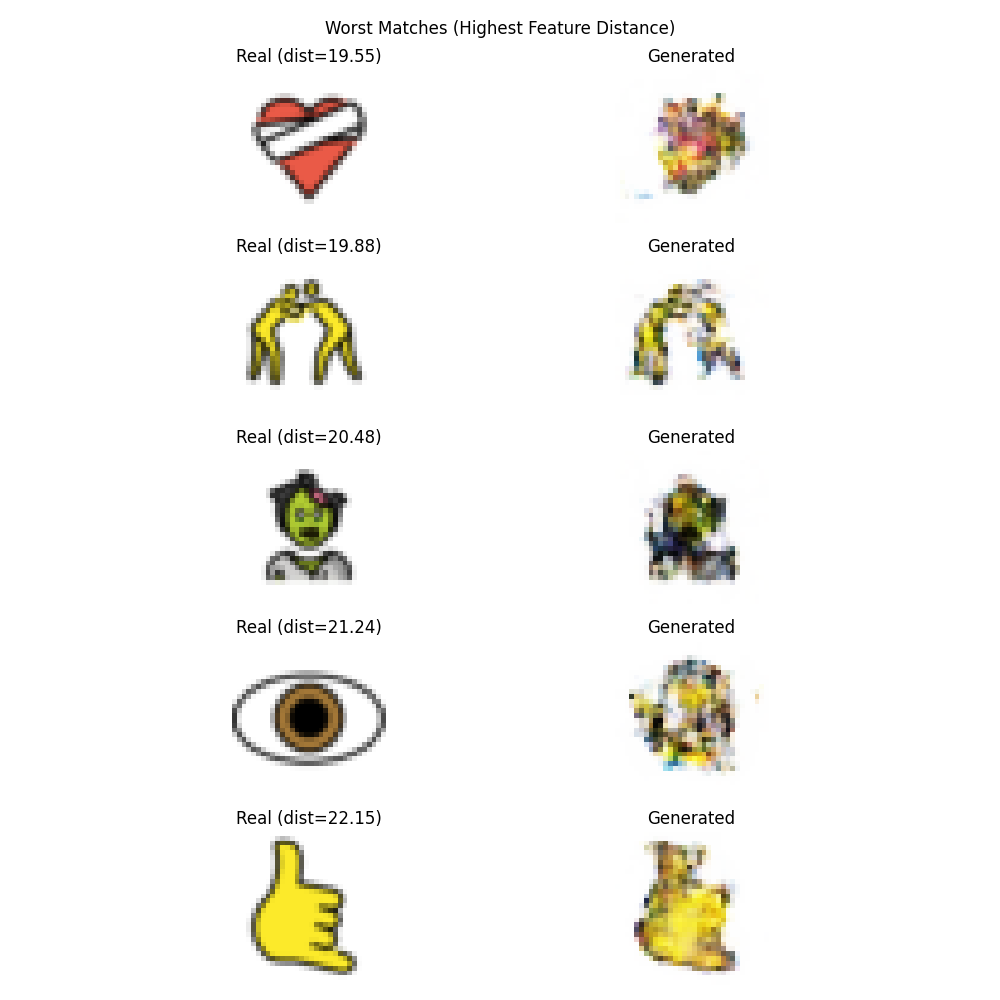 Worst Matches (Highest Feature Distance)
Real (dist=19.55) Generated
Real (dist=19.88) Generated
Real (dist=20.48) Generated
Real (dist=21.24) Generated
Real (dist=22.15) Generated